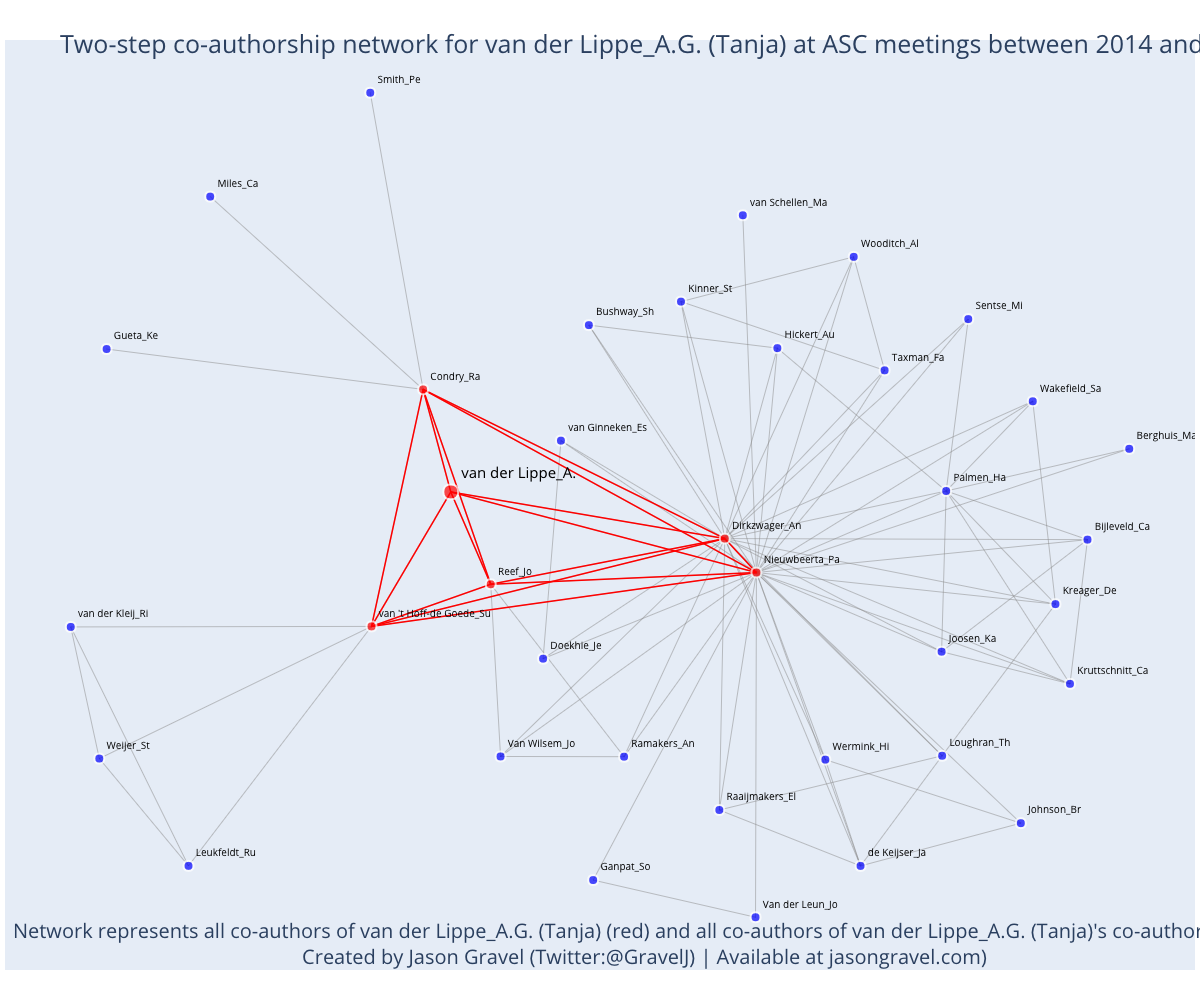 Two-step co-authorship network for van der Lippe_A.G. (Tanja) at ASC meetings between 2014 and
Smith_Pe
Miles_Ca
van Schellen_Ma
Wooditch_Al
Kinner_St
Bushway_Sh
Sentse_Mi
Gueta_Ke
Hickert_Au
Taxman_Fa
Condry_Ra
Wakefield_Sa
van Ginneken_Es
Berghuis_Ma
van der Lippe_A.
Palmen_Ha
Dirkzwager_An
Bijleveld_Ca
Nieuwbeerta_Pa
Reef_Jo
Kreager_De
van der Kleij_Ri
van 't Hoff-de Goede_Su
Joosen_Ka
Doekhie_Je
Kruttschnitt_Ca
Weijer_St
Van Wilsem_Jo
Ramakers_An
Wermink_Hi
Loughran_Th
Raaijmakers_El
Johnson_Br
Leukfeldt_Ru
de Keijser_Ja
Ganpat_So
Van der Leun_Jo
Network represents all co-authors of van der Lippe_A.G. (Tanja) (red) and all co-authors of van der Lippe_A.G. (Tanja)'s co-author
Created by Jason Gravel (Twitter:@GravelJ) | Available at jasongravel.com)